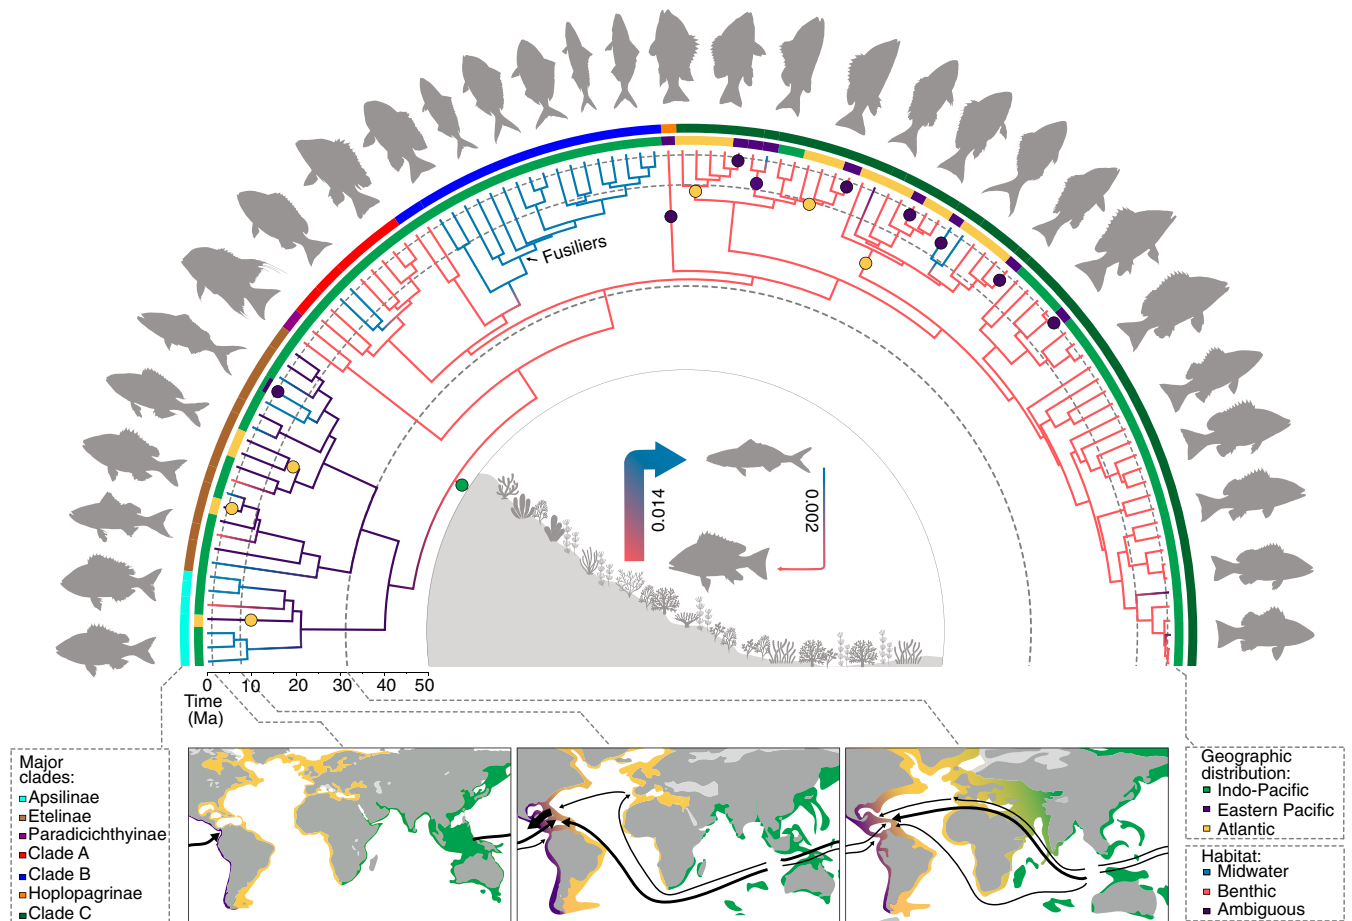 Fusiliers
0.014
0.002
0 10 20 30 40 50
Time
(Ma)
Major
clades:
Apsilinae
Etelinae
Paradicichthyinae
Clade A
Clade B
Hoplopagrinae
Clade C
Geographic
distribution:
Indo-Pacific
Eastern Pacific
Atlantic
Habitat:
Midwater
Benthic
Ambiguous